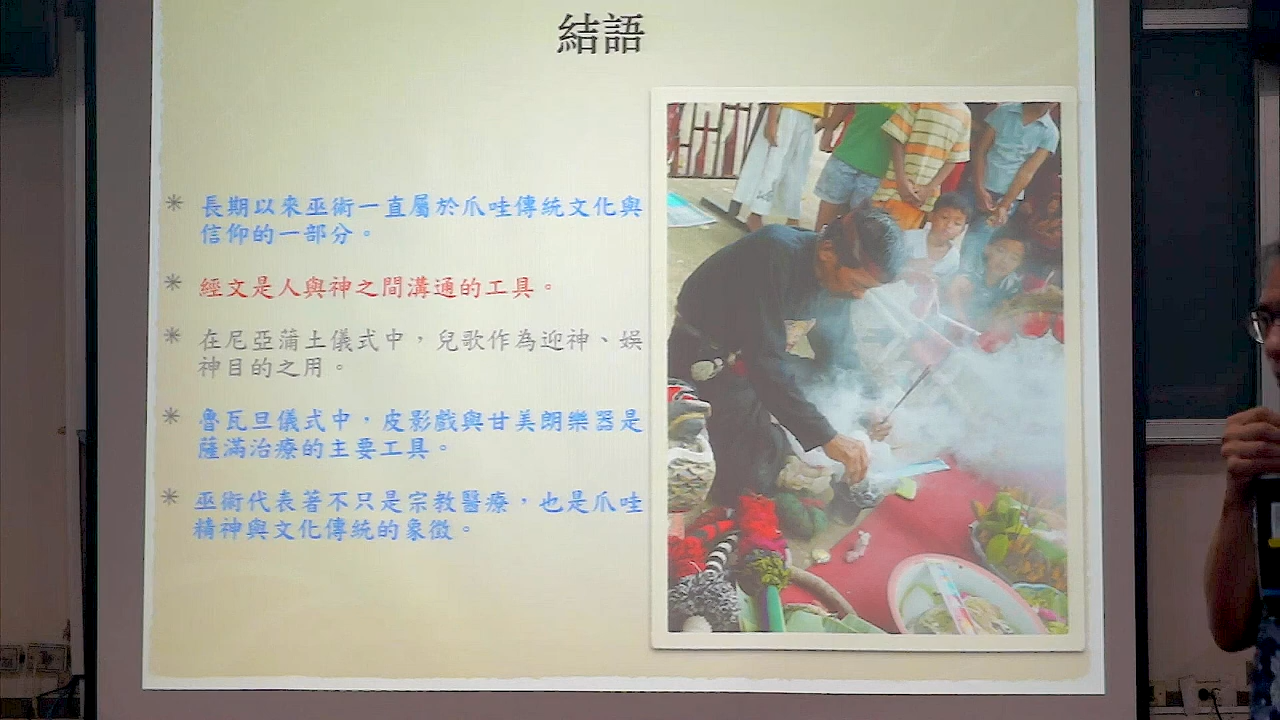 結語
長期以來巫術一直屬於爪哇傳統文化與
信仰的一部分。
經文是人與神之間溝通的工具。
在尼亞蒲土儀式中，兒歌作為迎神、娛
神目的之用。
魯瓦旦儀式中，皮影戲與甘美朗樂器是
薩滿治療的主要工具。
巫術代表著不只是宗教醫療，也是爪哇
精神與文化傳統的象徵。